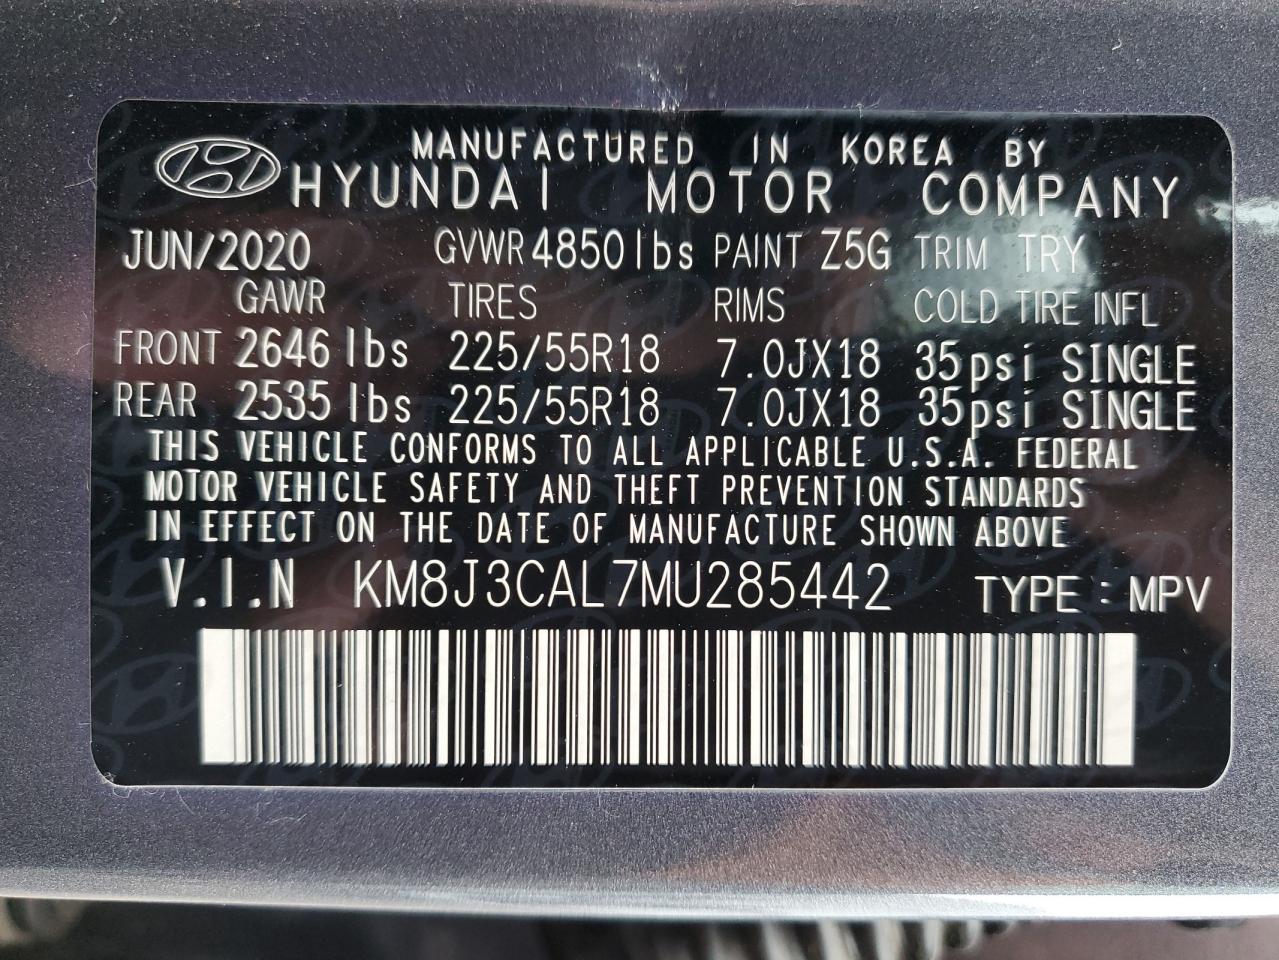 MANUFACTURED IN KOREA BY
HYUNDAI MOTOR COMPANY
JUN/2020 GVWR 4850 lbs PAINT Z5G TRIM TRY
GAWR TIRES RIMS COLD TIRE INFL
FRONT 2646 lbs 225/55R18 7.0JX18 35psi SINGLE
REAR 2535 lbs 225/55R18 7.0JX18 35psi SINGLE
THIS VEHICLE CONFORMS TO ALL APPLICABLE U.S.A. FEDERAL
MOTOR VEHICLE SAFETY AND THEFT PREVENTION STANDARDS
IN EFFECT ON THE DATE OF MANUFACTURE SHOWN ABOVE
V.I.N KM8J3CAL7MU285442 TYPE : MPV